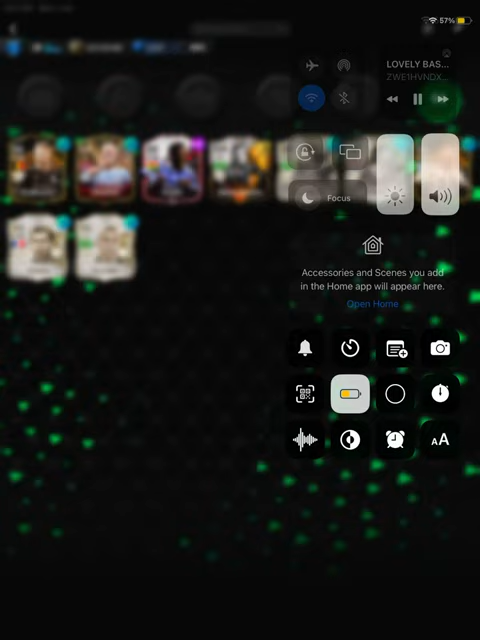 57%
LOVELY BAS...
ZWE1HVNDX...
Focus
Accessories and Scenes you add
in the Home app will appear here.
Open Home
AA